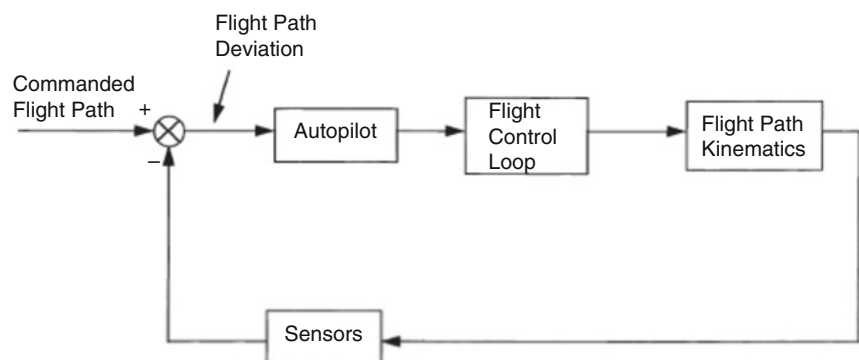 Flight Path
Deviation
Commanded
Flight Path
+
−
Autopilot
Flight
Control
Loop
Flight Path
Kinematics
Sensors